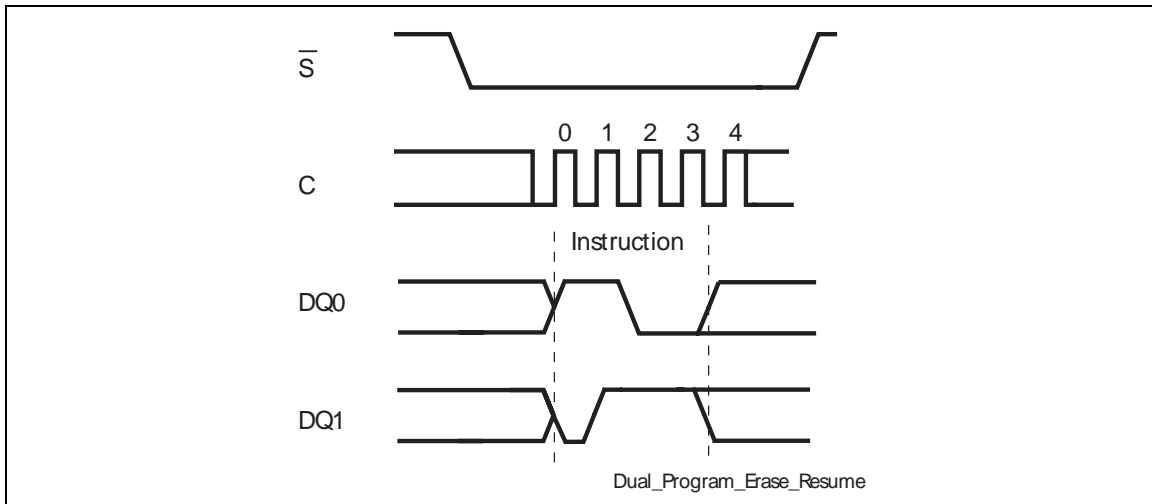 S̅
0 1 2 3 4
C
Instruction
DQ0
DQ1
Dual_Program_Erase_Resume